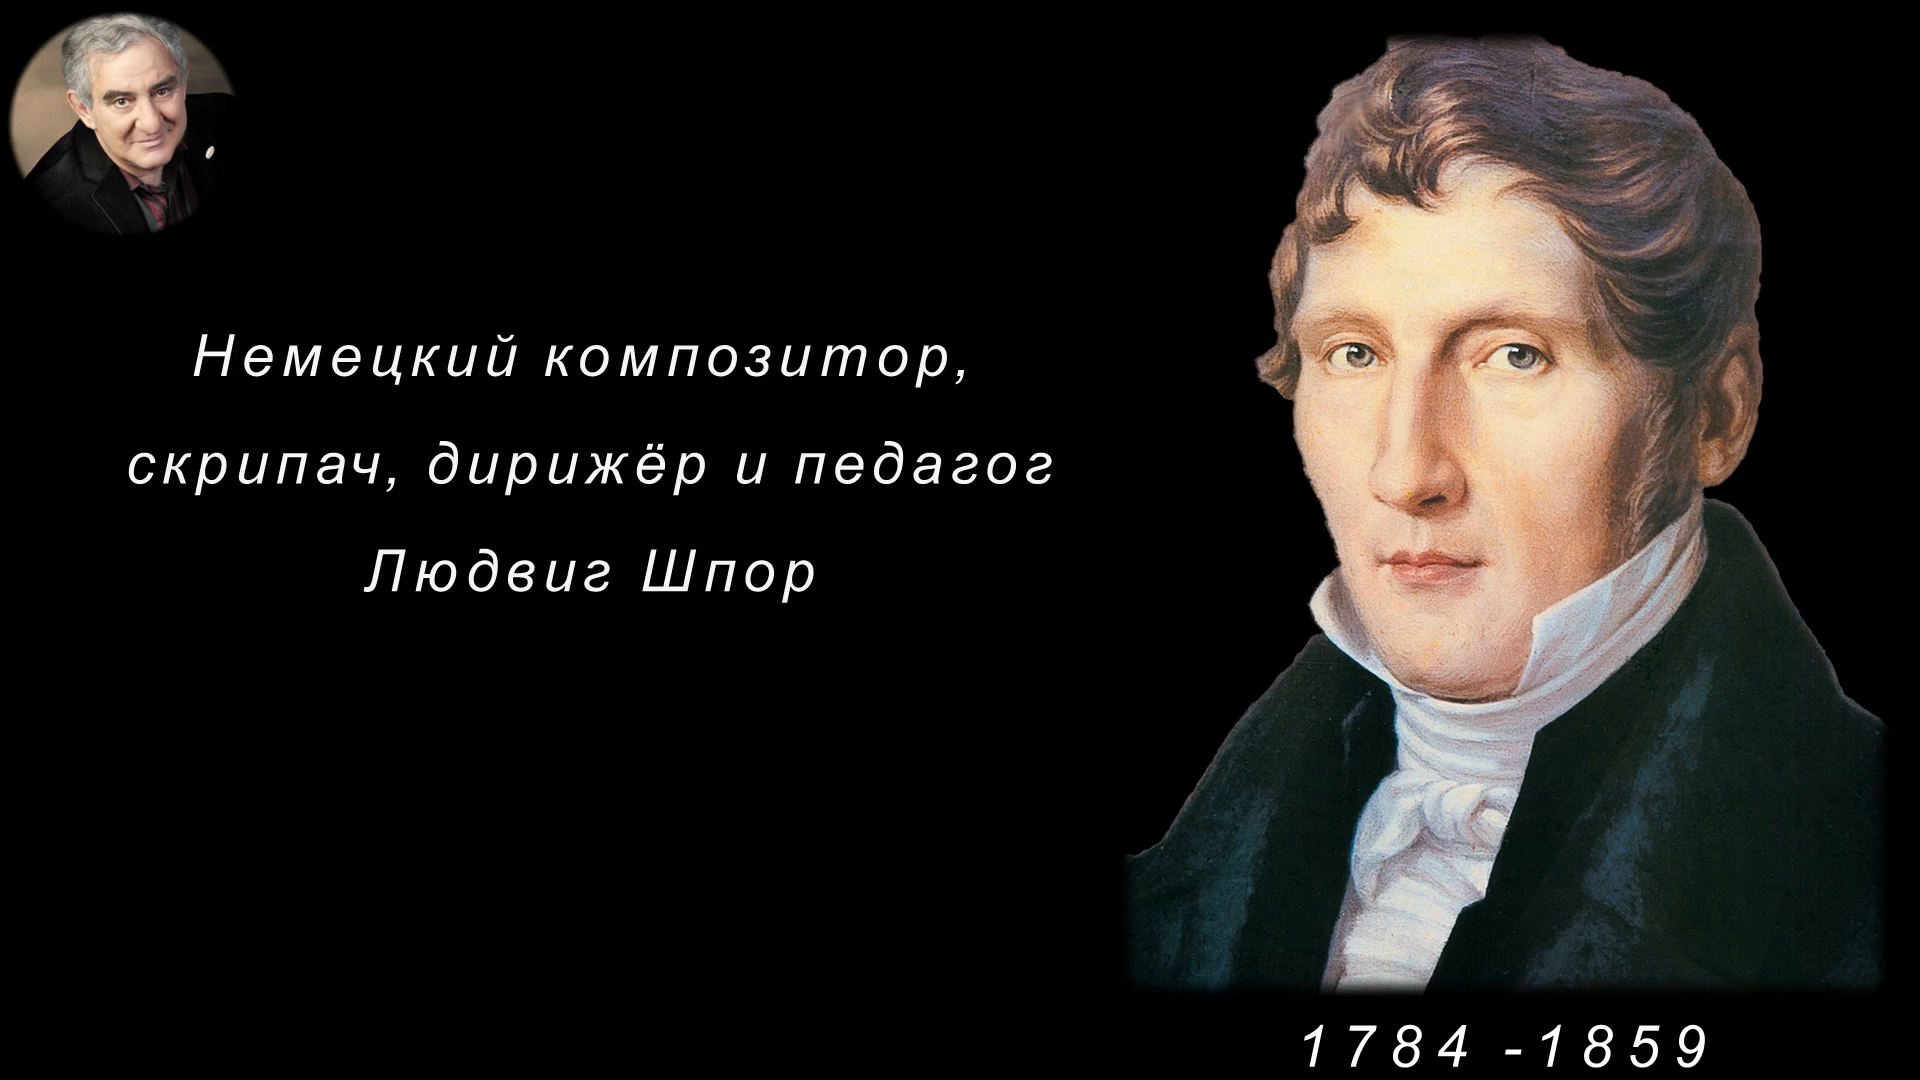 Немецкий композитор,
скрипач, дирижёр и педагог
Людвиг Шпор
1784 -1859